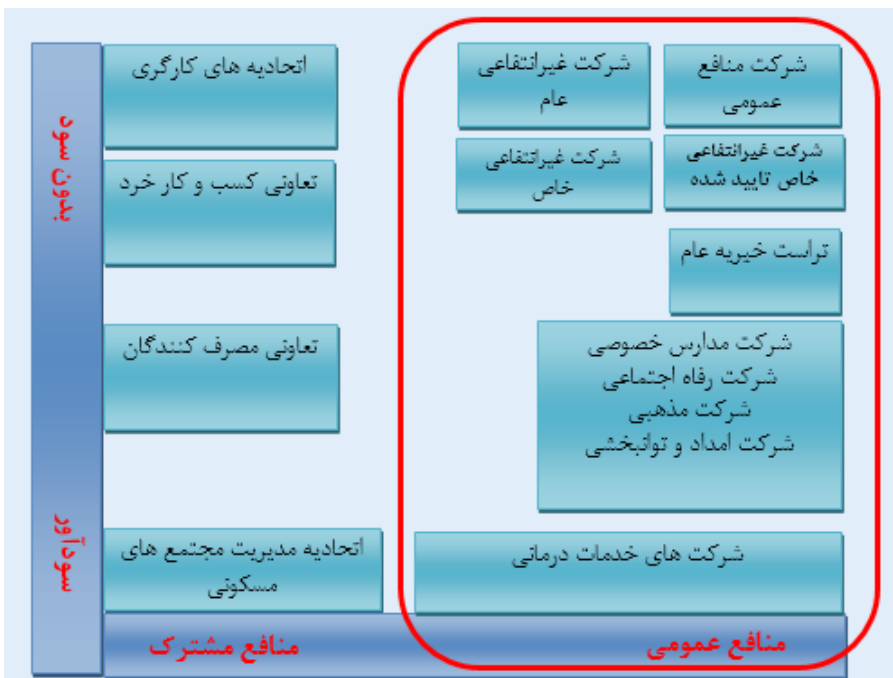 شرکت منافع
عمومی
شرکت غیرانتفاعی
عام
اتحادیه های کارگری
شرکت غیرانتفاعی
خاص تایید شده
شرکت غیرانتفاعی
خاص
تعاونی کسب و کار خرد
تراست خیریه عام
شرکت مدارس خصوصی
شرکت رفاه اجتماعی
شرکت مذهبی
شرکت امداد و توانبخشی
تعاونی مصرف کنندگان
شرکت های خدمات درمانی
اتحادیه مدیریت مجتمع های
مسکونی
بدون سود
سودآور
منافع عمومی
منافع مشترک